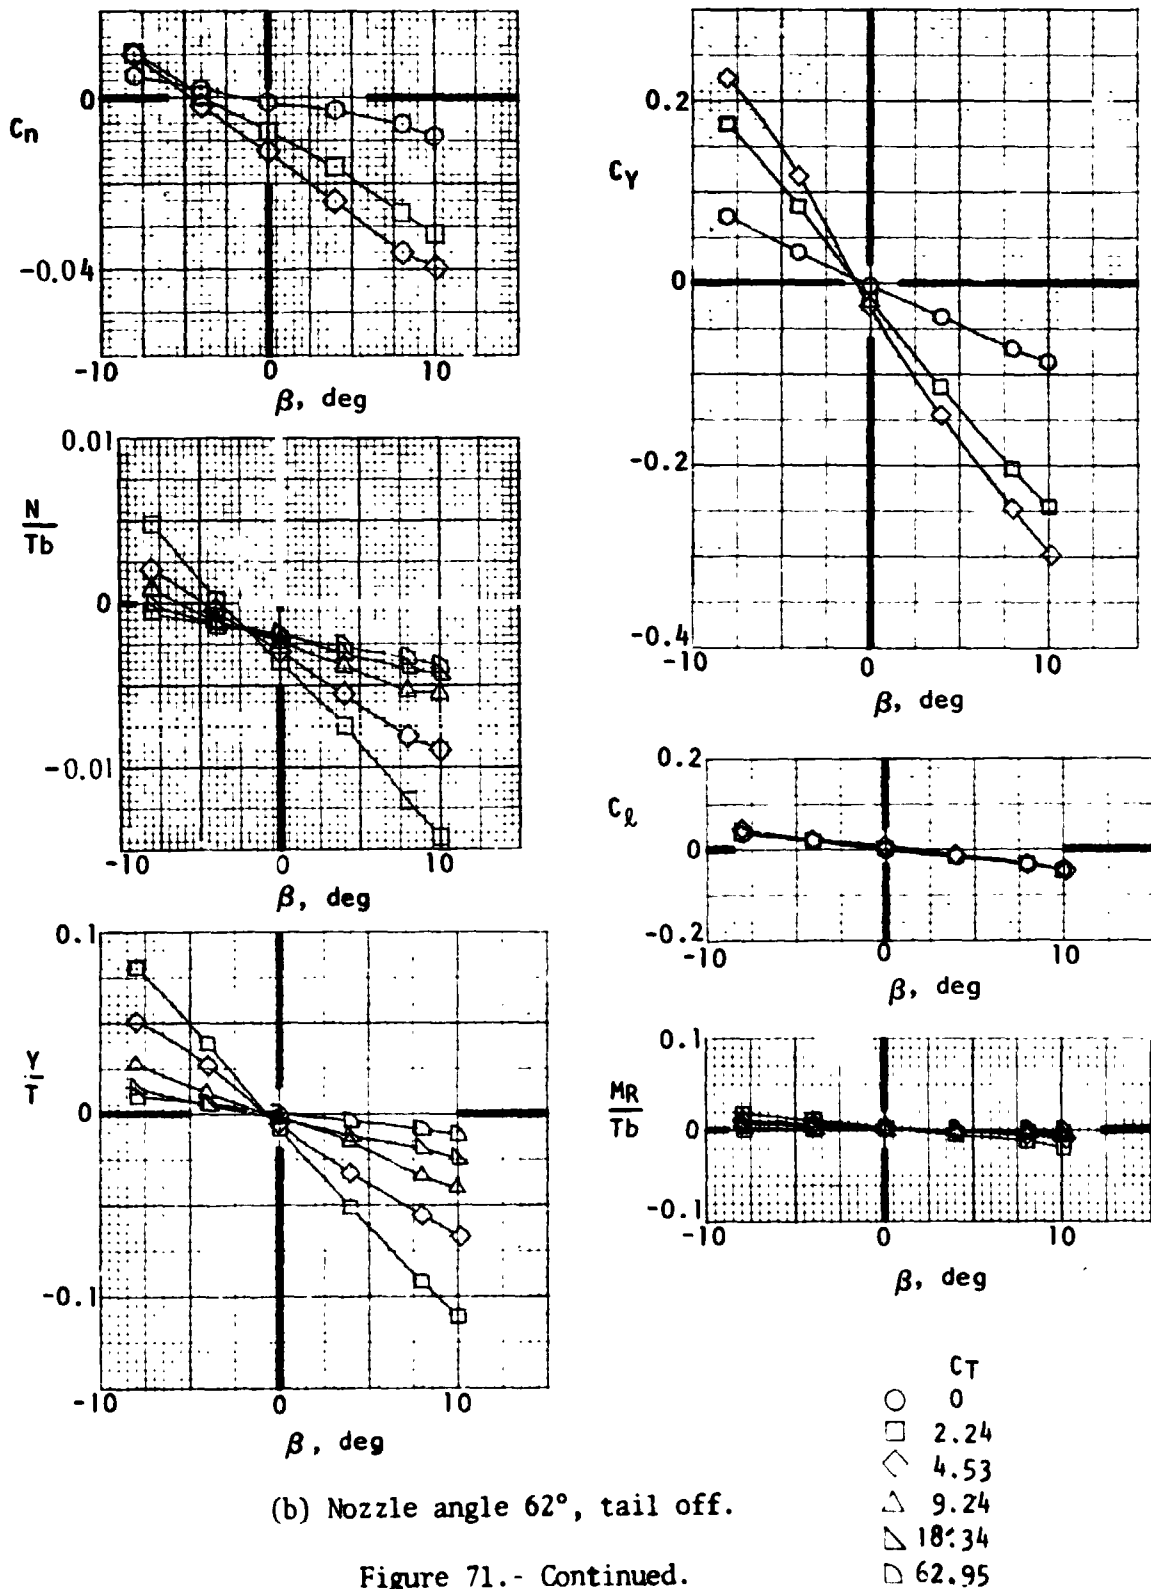 Cn
0
-0.04
-10
0
10
β, deg
0.01
N
Tb
0
-0.01
-10
0
10
β, deg
0.1
Y
T
0
-0.1
-10
0
10
β, deg
0.2
CY
0
-0.2
-0.4
-10
0
10
β, deg
0.2
Cℓ
0
-0.2
-10
0
10
β, deg
0.1
MR
Tb
0
-0.1
-10
0
10
β, deg
CT
0
2.24
4.53
9.24
18.34
62.95
(b) Nozzle angle 62°, tail off.
Figure 71.- Continued.